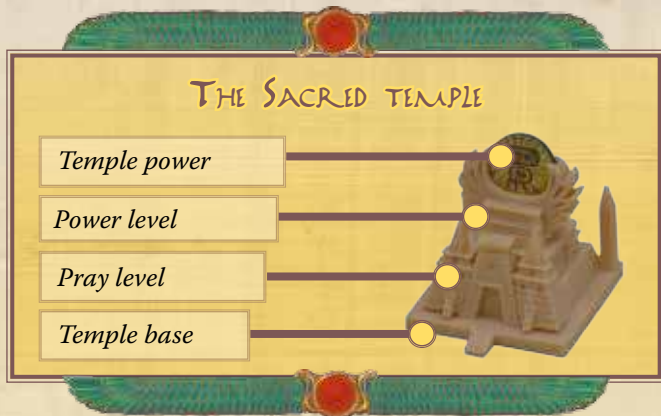 The Sacred temple
Temple power
Power level
Pray level
Temple base